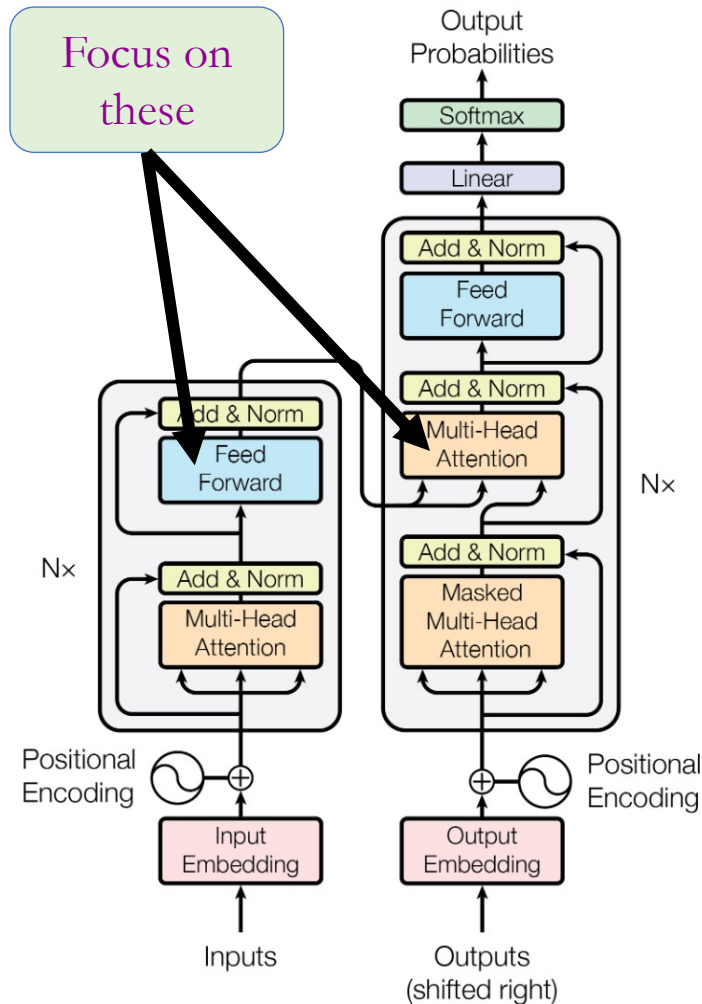 Focus on
these
Output
Probabilities
Softmax
Linear
Add & Norm
Feed
Forward
Add & Norm
Multi-Head
Attention
Nx
Add & Norm
Masked
Multi-Head
Attention
Add & Norm
Feed
Forward
Nx
Add & Norm
Multi-Head
Attention
Positional
Encoding
Positional
Encoding
Input
Embedding
Output
Embedding
Inputs
Outputs
(shifted right)